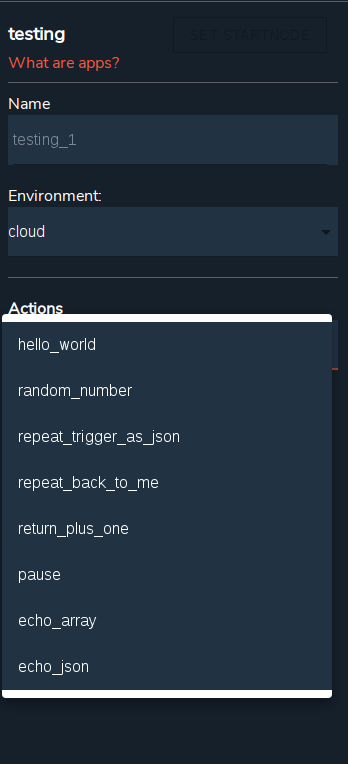 testing
SET STARTNODE
What are apps?
Name
testing_1
Environment:
cloud
Actions
hello_world
random_number
repeat_trigger_as_json
repeat_back_to_me
return_plus_one
pause
echo_array
echo_json